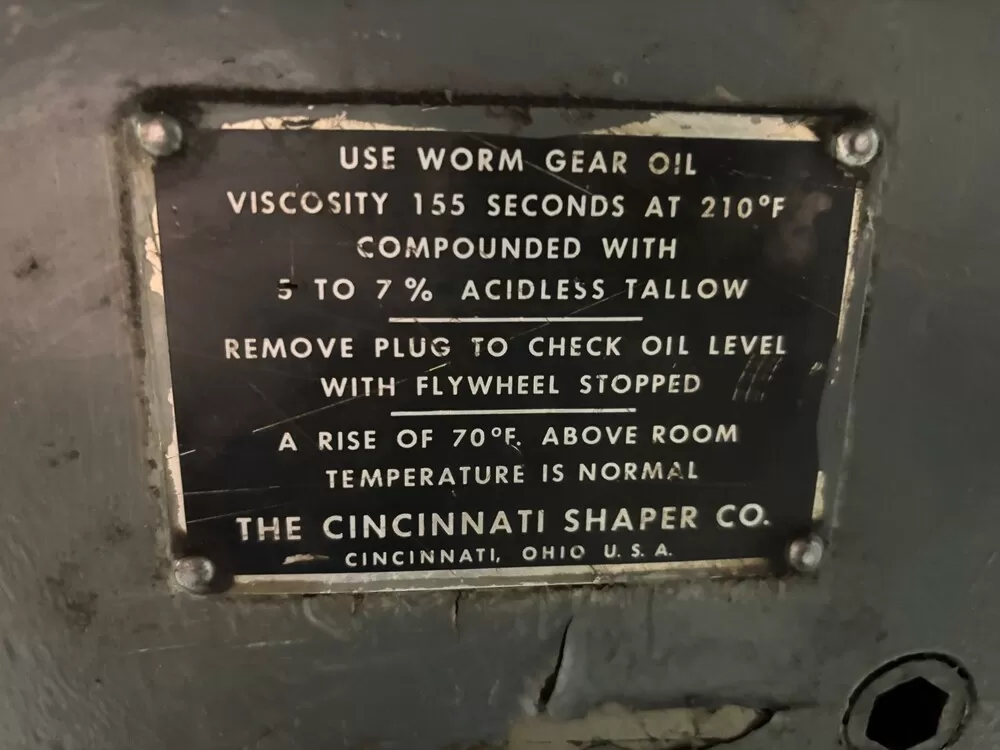 USE WORM GEAR OIL
VISCOSITY 155 SECONDS AT 210°F
COMPOUNDED WITH
5 TO 7% ACIDLESS TALLOW
REMOVE PLUG TO CHECK OIL LEVEL
WITH FLYWHEEL STOPPED
A RISE OF 70°F. ABOVE ROOM
TEMPERATURE IS NORMAL
THE CINCINNATI SHAPER CO.
CINCINNATI, OHIO U.S.A.